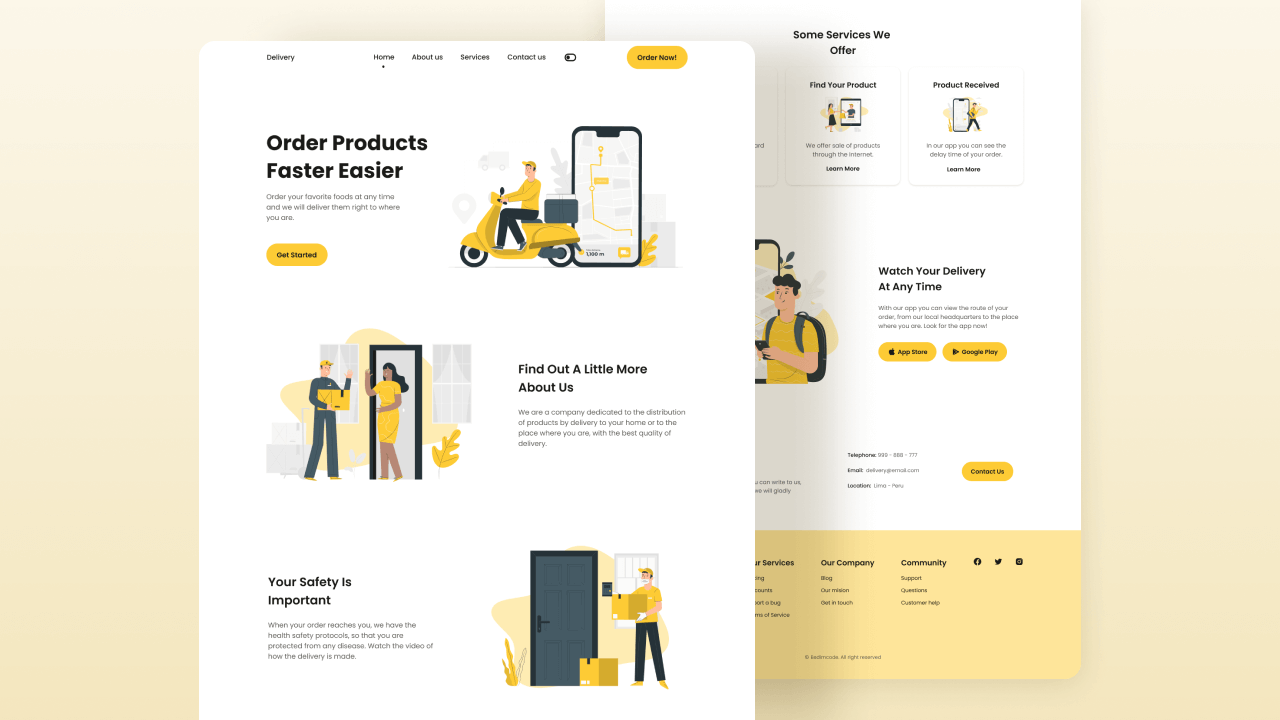 Delivery
Home
About us
Services
Contact us
Order Now!
Order Products
Faster Easier
Order your favorite foods at any time
and we will deliver them right to where
you are.
Get Started
1,100 m
Find Out A Little More
About Us
We are a company dedicated to the distribution
of products by delivery to your home or to the
place where you are, with the best quality of
delivery.
Your Safety Is
Important
When your order reaches you, we have the
health safety protocols, so that you are
protected from any disease. Watch the video of
how the delivery is made.
Some Services We
Offer
Find Your Product
We offer sale of products
through the internet.
Learn More
Product Received
In our app you can see the
delay time of your order.
Learn More
Watch Your Delivery
At Any Time
With our app you can view the route of your
order, from our local headquarters to the place
where you are. Look for the app now!
App Store
Google Play
can write to us,
we will gladly
Telephone: 999 - 888 - 777
Email: delivery@email.com
Location: Lima - Peru
Contact Us
Services
a bug
of Service
Our Company
Blog
Our mision
Get in touch
Community
Support
Questions
Customer help
© Bedimcode. All right reserved